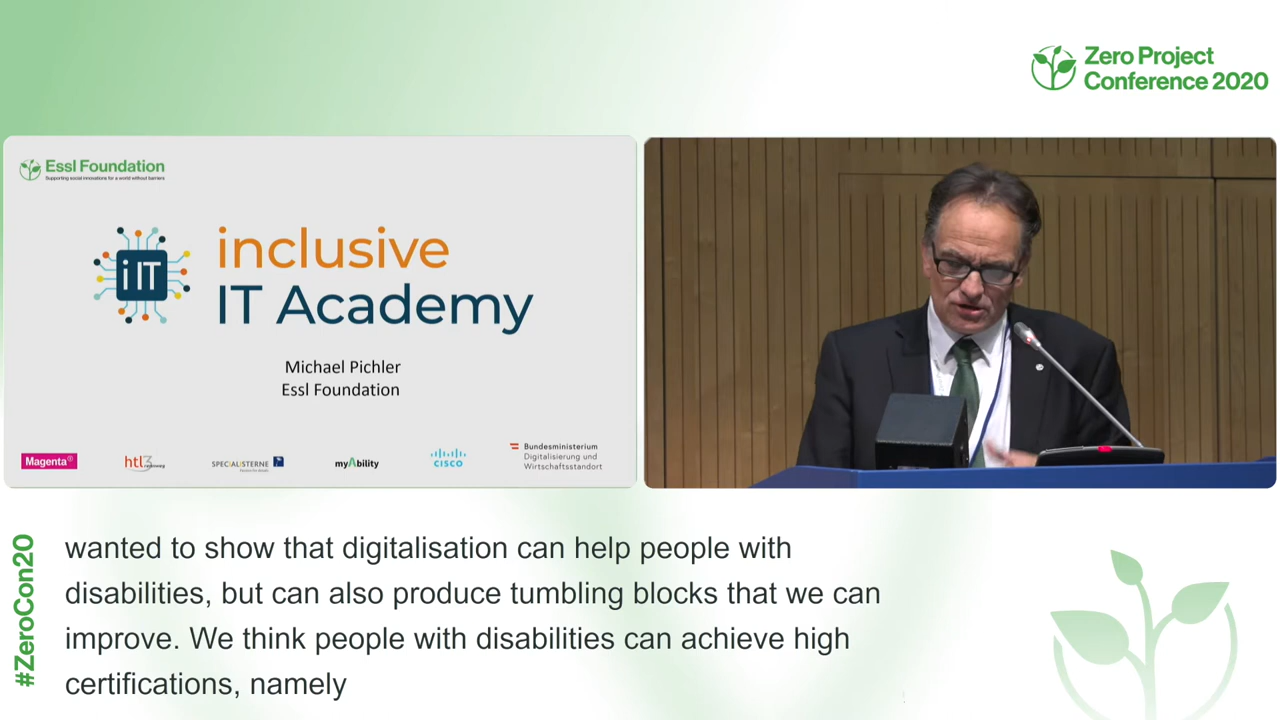 Zero Project
Conference 2020
Essl Foundation
Supporting social innovations for a world without barriers
iIT
inclusive
IT Academy
Michael Pichler
Essl Foundation
Magenta
htl3 rennweg
SPECIALISTERNE
myAbility
CISCO
Bundesministerium
Digitalisierung und
Wirtschaftsstandort
#ZeroCon20
wanted to show that digitalisation can help people with
disabilities, but can also produce tumbling blocks that we can
improve. We think people with disabilities can achieve high
certifications, namely